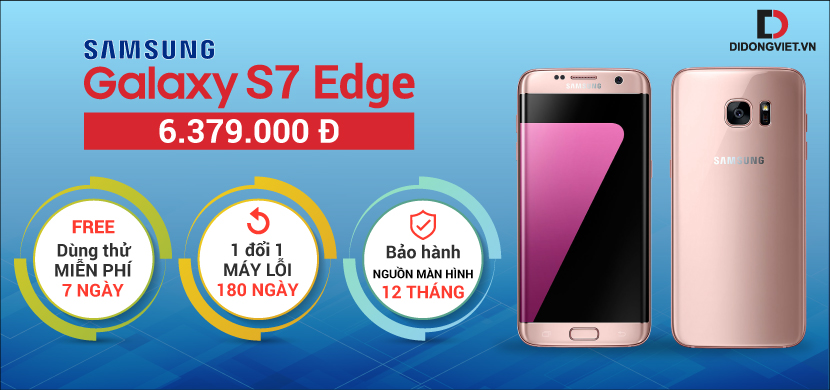 SAMSUNG
Galaxy S7 Edge
6.379.000 Đ
DIDONGVIET.VN
FREE
Dùng thử
MIỄN PHÍ
7 NGÀY
1 đổi 1
MÁY LỖI
180 NGÀY
Bảo hành
NGUỒN MÀN HÌNH
12 THÁNG
SAMSUNG
SAMSUNG